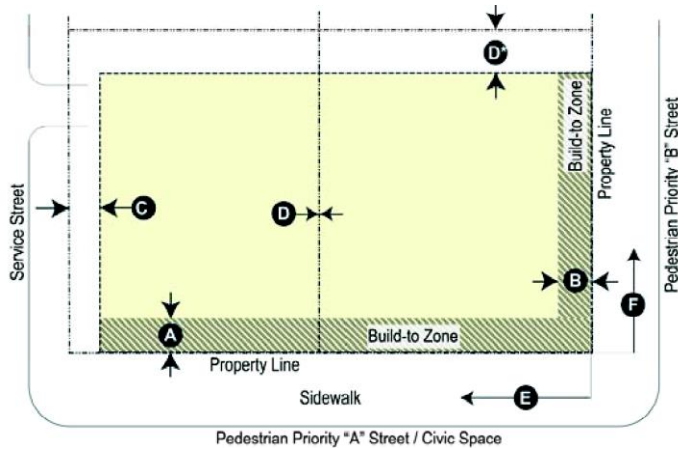 D*
Build-to Zone
Property Line
Pedestrian Priority "B" Street
Service Street
C
D
B
F
A
Build-to Zone
Property Line
Sidewalk
E
Pedestrian Priority "A" Street / Civic Space